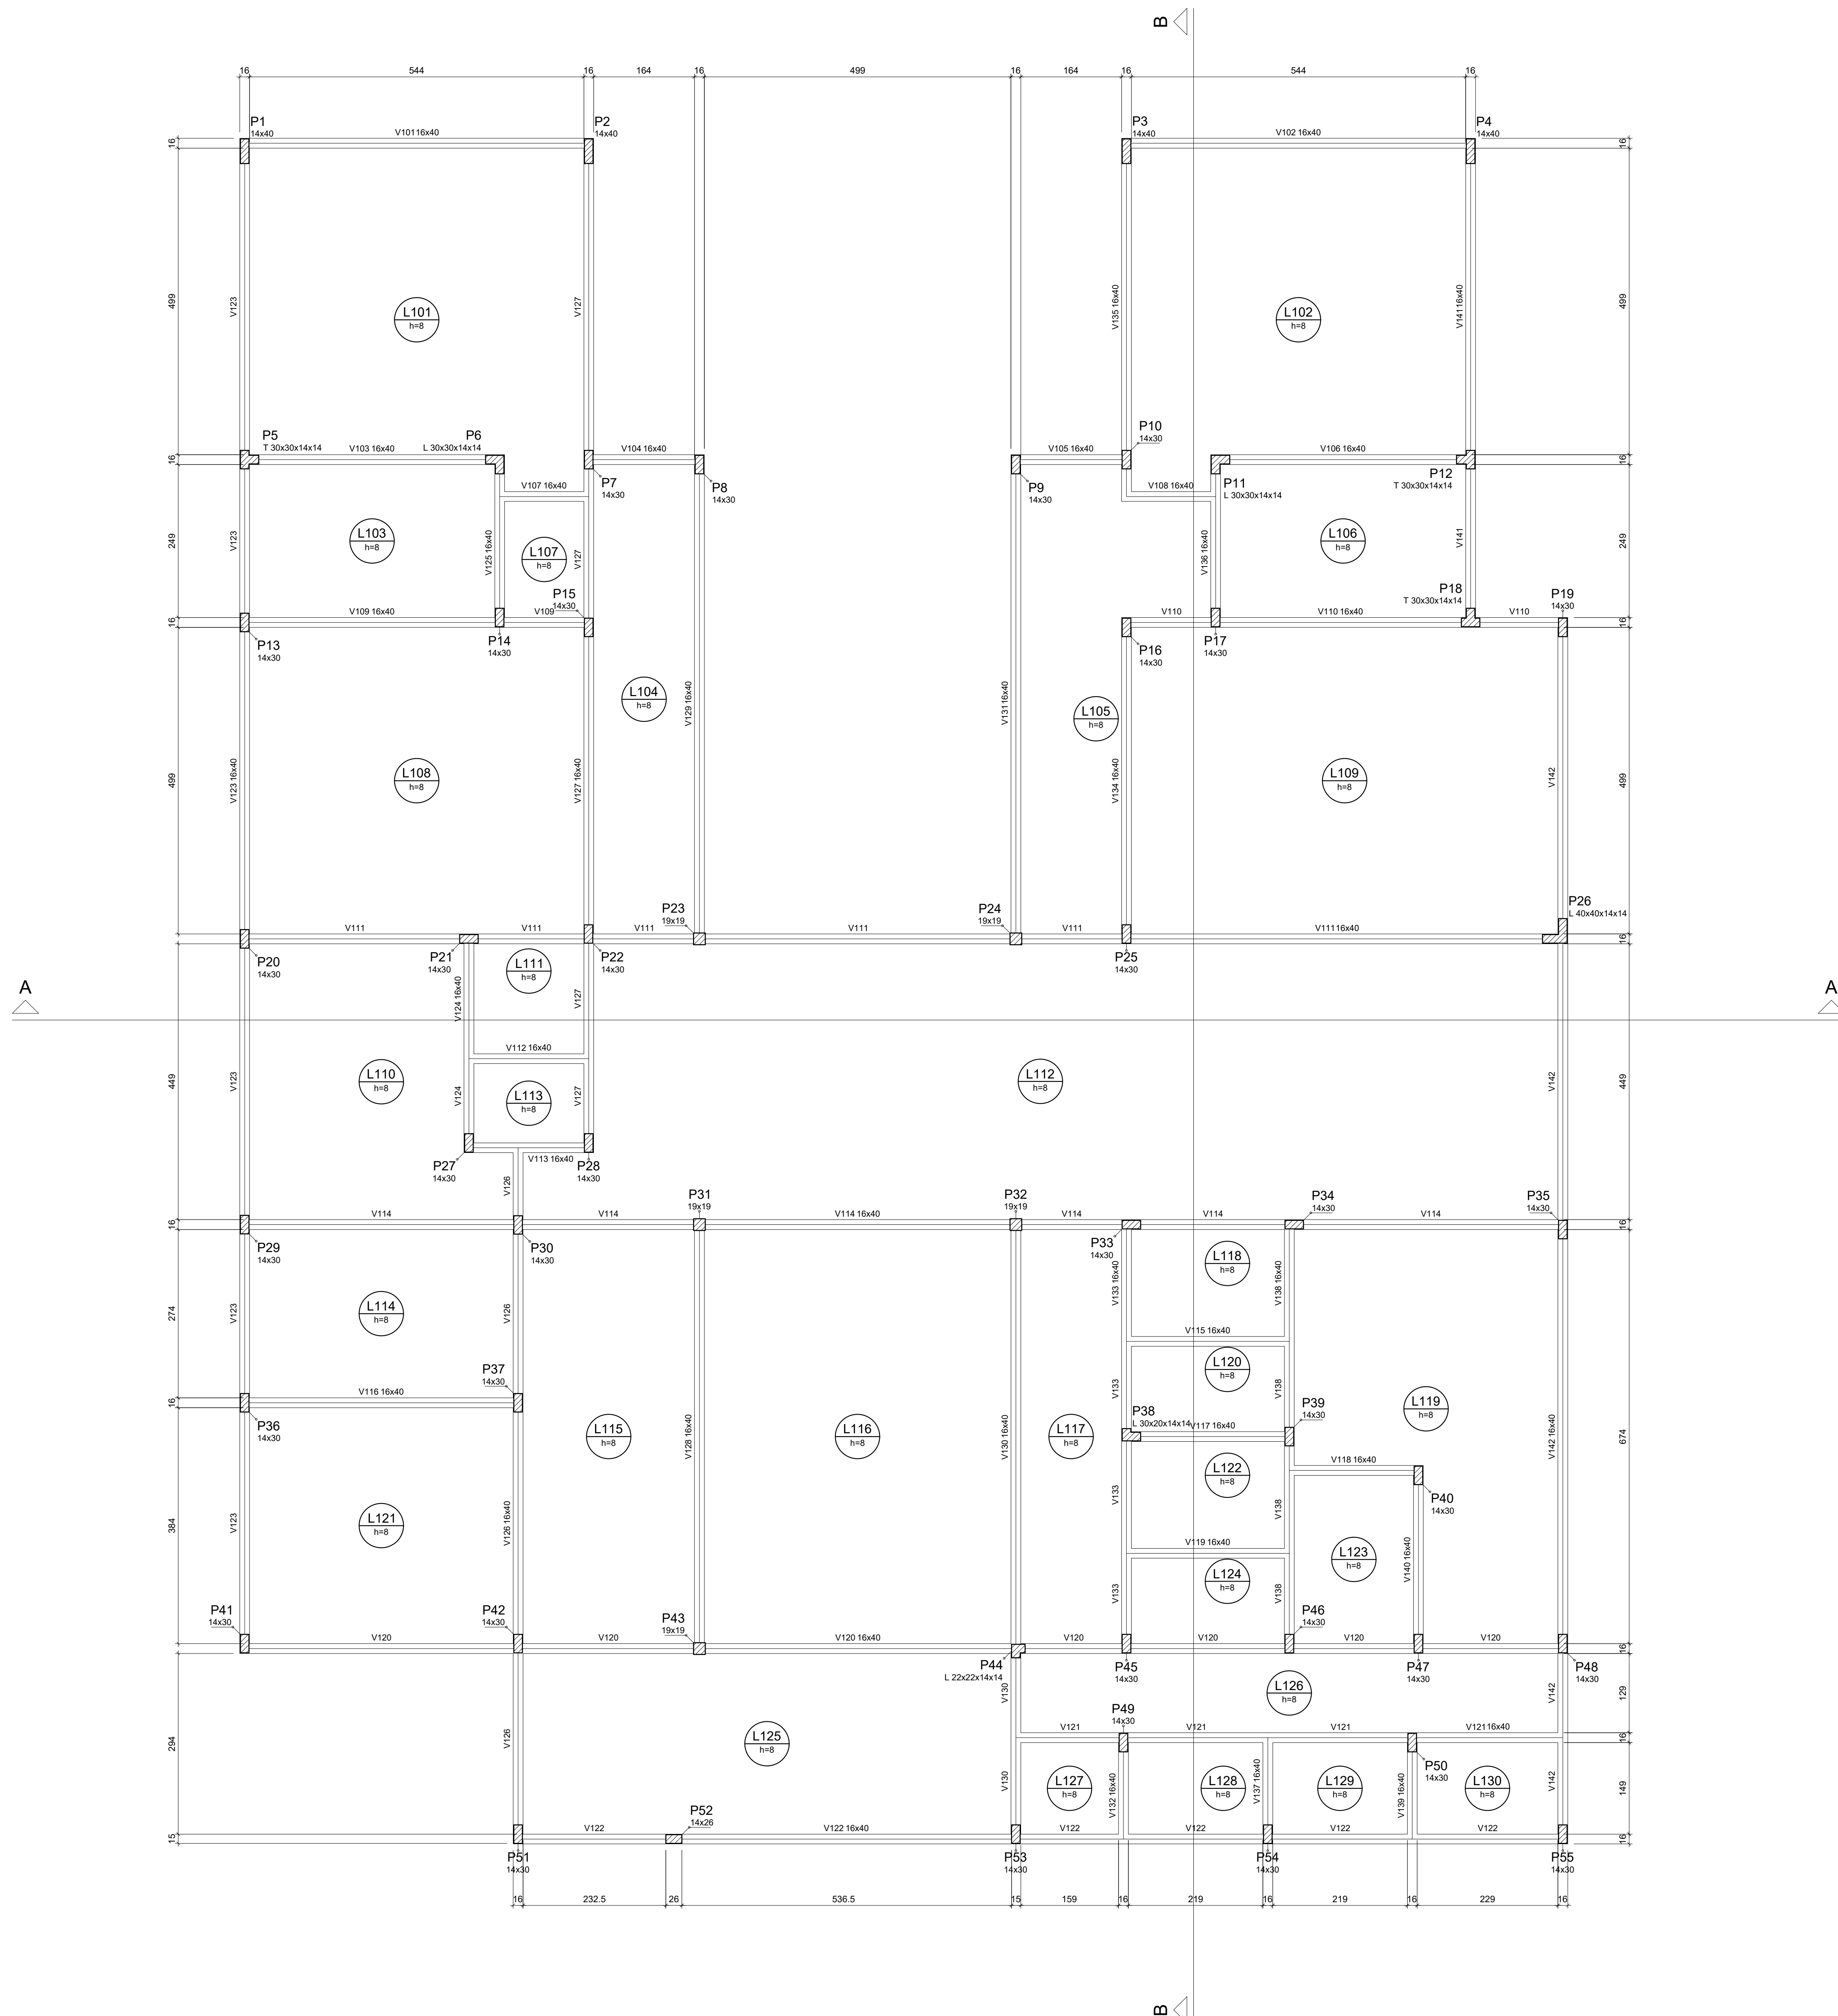 B
16
544
16
164
16
499
16
164
16
544
16
P1
14x40
V101 16x40
P2
14x40
P3
14x40
V102 16x40
P4
14x40
16
16
499
V123
L101
h=8
V127
V135 16x40
L102
h=8
V141 16x40
499
P5
T 30x30x14x14
V103 16x40
P6
L 30x30x14x14
V104 16x40
P7
14x30
P8
14x30
V105 16x40
P9
14x30
P10
14x30
V106 16x40
P11
L 30x30x14x14
P12
T 30x30x14x14
16
16
V107 16x40
V108 16x40
249
V123
L103
h=8
V125 16x40
L107
h=8
V127
V136 16x40
L106
h=8
V141
249
P15
14x30
P18
T 30x30x14x14
P19
14x30
16
V109 16x40
V109
V110
V110 16x40
V110
16
P13
14x30
P14
14x30
P16
14x30
P17
14x30
L104
h=8
V129 16x40
V131 16x40
L105
h=8
499
V123 16x40
L108
h=8
V127 16x40
V134 16x40
L109
h=8
V142
499
P23
19x19
P24
19x19
P26
L 40x40x14x14
16
V111
V111
V111
V111
V111
V111 16x40
16
P20
14x30
P21
14x30
P22
14x30
P25
14x30
L111
h=8
A
A
V124 16x40
V127
V112 16x40
449
V123
L110
h=8
V124
L113
h=8
V127
L112
h=8
V142
449
P27
14x30
V113 16x40
P28
14x30
V126
P31
19x19
P32
19x19
P34
14x30
P35
14x30
16
V114
V114
V114 16x40
V114
V114
V114
16
P29
14x30
P30
14x30
P33
14x30
L118
h=8
V133 16x40
V138 16x40
274
V123
L114
h=8
V126
V115 16x40
L120
h=8
V133
V138
P37
14x30
16
V116 16x40
P36
14x30
L115
h=8
V128 16x40
L116
h=8
V130 16x40
L117
h=8
P38
L 30x20x14x14
V117 16x40
P39
14x30
L119
h=8
V142 16x40
674
V118 16x40
L122
h=8
V133
V138
P40
14x30
384
V123
L121
h=8
V126 16x40
V119 16x40
L123
h=8
V140 16x40
L124
h=8
V133
V138
P41
14x30
P42
14x30
P43
19x19
P46
14x30
16
V120
V120
V120 16x40
V120
V120
V120
V120
16
P44
L 22x22x14x14
P45
14x30
P47
14x30
P48
14x30
V130
L126
h=8
V142
129
294
V126
L125
h=8
P49
14x30
V121
V121
V121
V121 16x40
16
P50
14x30
V130
L127
h=8
V132 16x40
L128
h=8
V137 16x40
L129
h=8
V139 16x40
L130
h=8
V142
149
P52
14x26
15
V122
V122 16x40
V122
V122
V122
V122
16
P51
14x30
P53
14x30
P54
14x30
P55
14x30
16
232.5
26
536.5
15
159
16
219
16
219
16
229
16
B